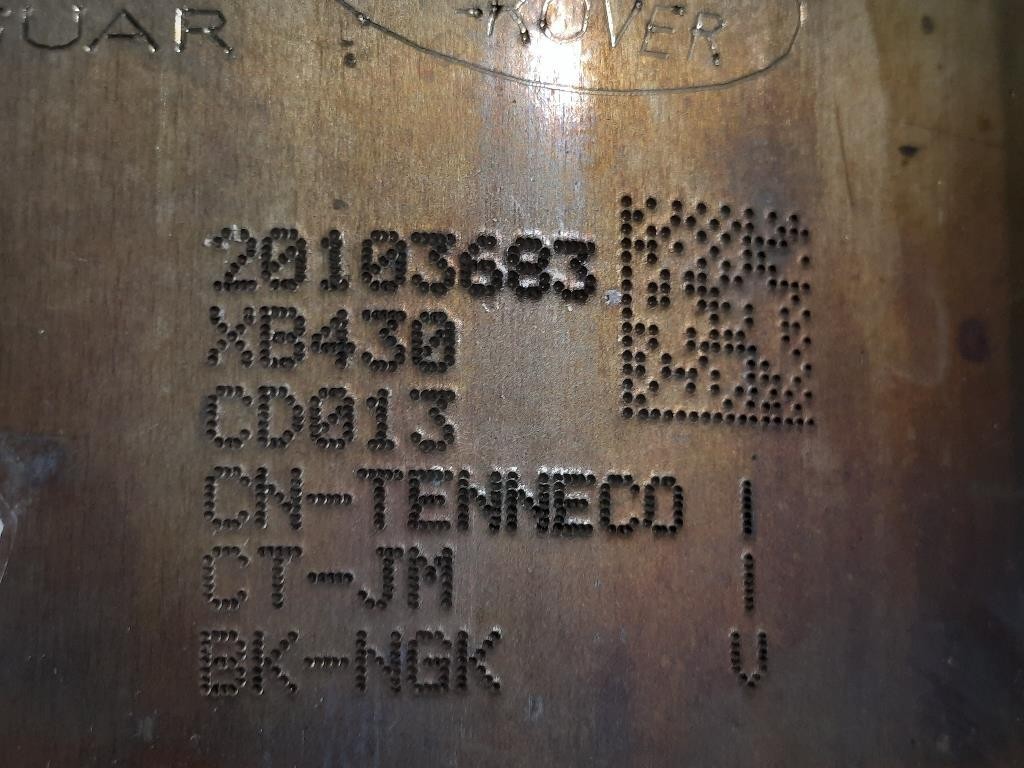 GUAR ROVER
20103683
XB430
CD013
CN-TENNECO |
CT-JM |
BK-NGK V